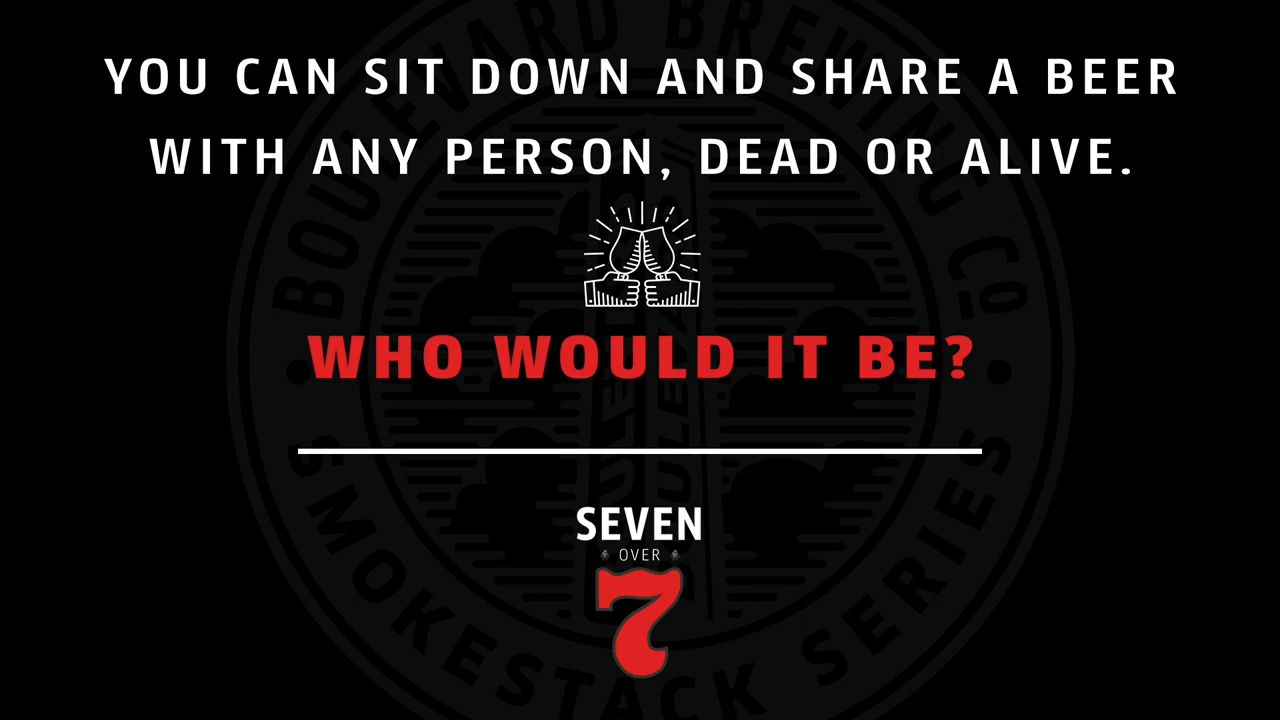 YOU CAN SIT DOWN AND SHARE A BEER
WITH ANY PERSON, DEAD OR ALIVE.
WHO WOULD IT BE?
SEVEN
OVER
7
BOULEVARD BREWING CO
SMOKESTACK SERIES